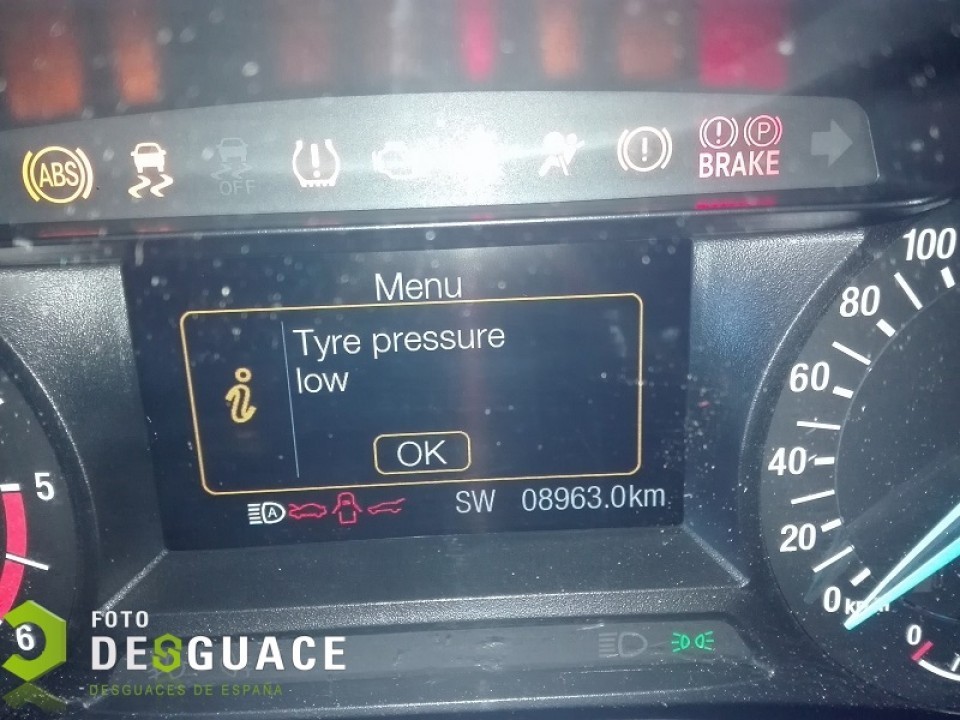 ABS
OFF
BRAKE
P
Menu
Tyre pressure
low
OK
A
SW 08963.0km
5
6
100
80
60
40
20
0
0
FOTO
DESGUACE
DESGUACES DE ESPAÑA